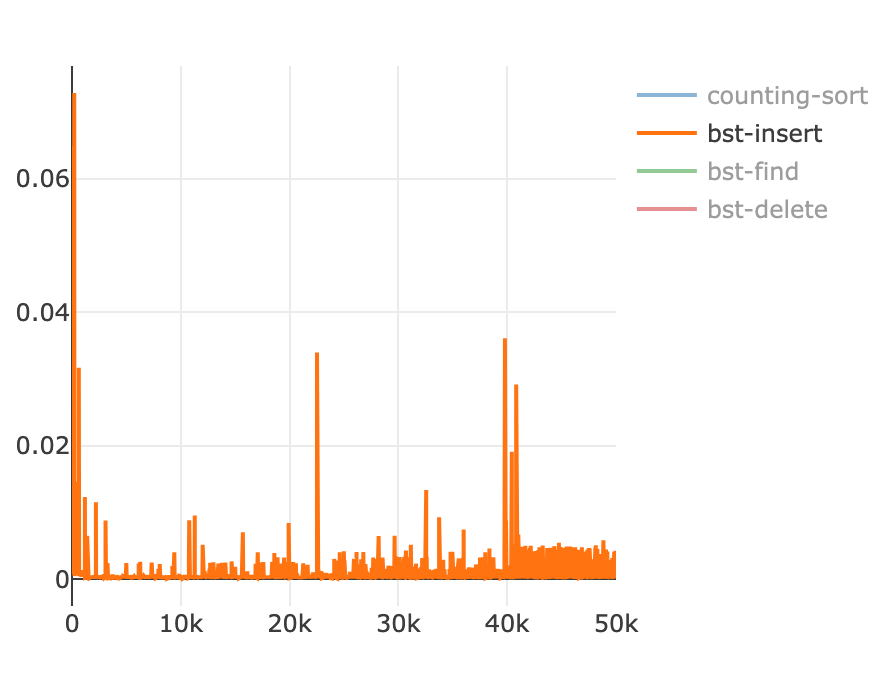 counting-sort
bst-insert
bst-find
bst-delete
0.06
0.04
0.02
0
0 10k 20k 30k 40k 50k